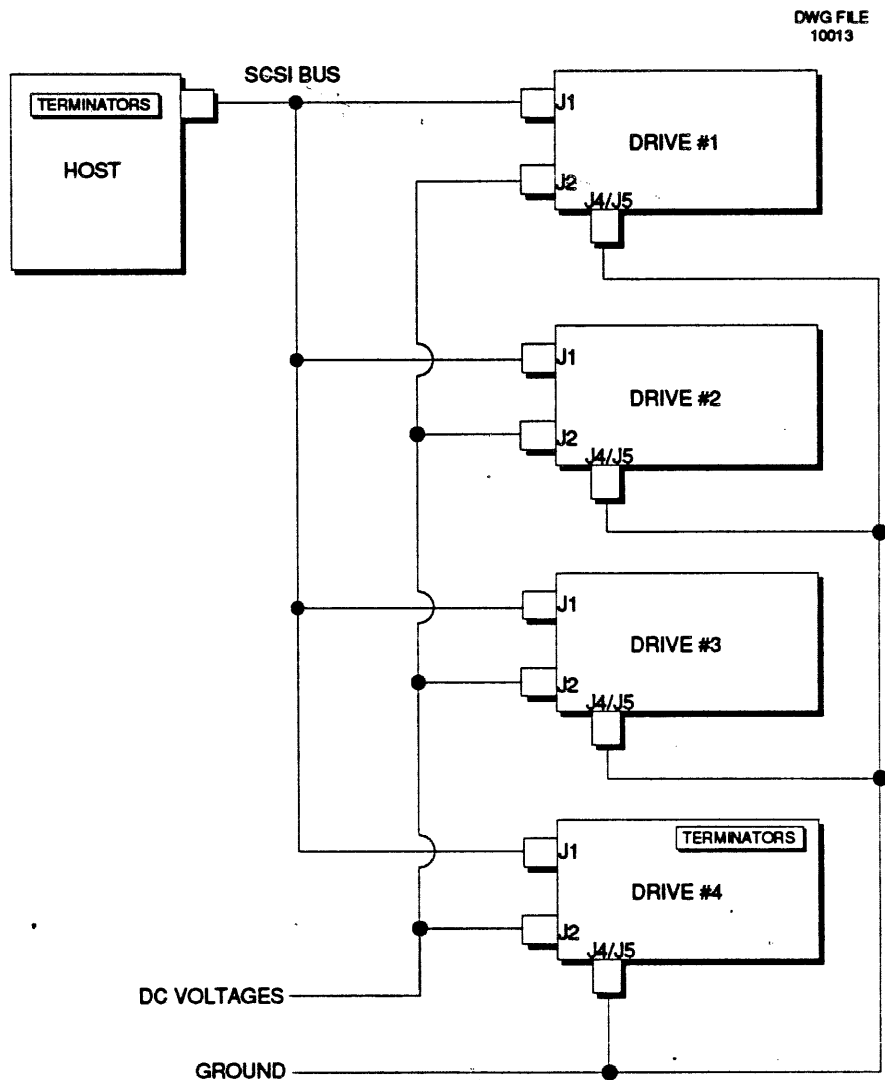 DWG FILE
10013
SCSI BUS
TERMINATORS
HOST
J1
DRIVE #1
J2
J4/J5
J1
DRIVE #2
J2
J4/J5
J1
DRIVE #3
J2
J4/J5
J1
TERMINATORS
DRIVE #4
J2
J4/J5
DC VOLTAGES
GROUND